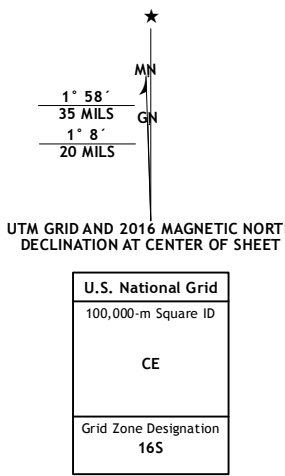 MN
1° 58´
35 MILS
GN
1° 8´
20 MILS
UTM GRID AND 2016 MAGNETIC NORT
DECLINATION AT CENTER OF SHEET
U.S. National Grid
100,000-m Square ID
CE
Grid Zone Designation
16S